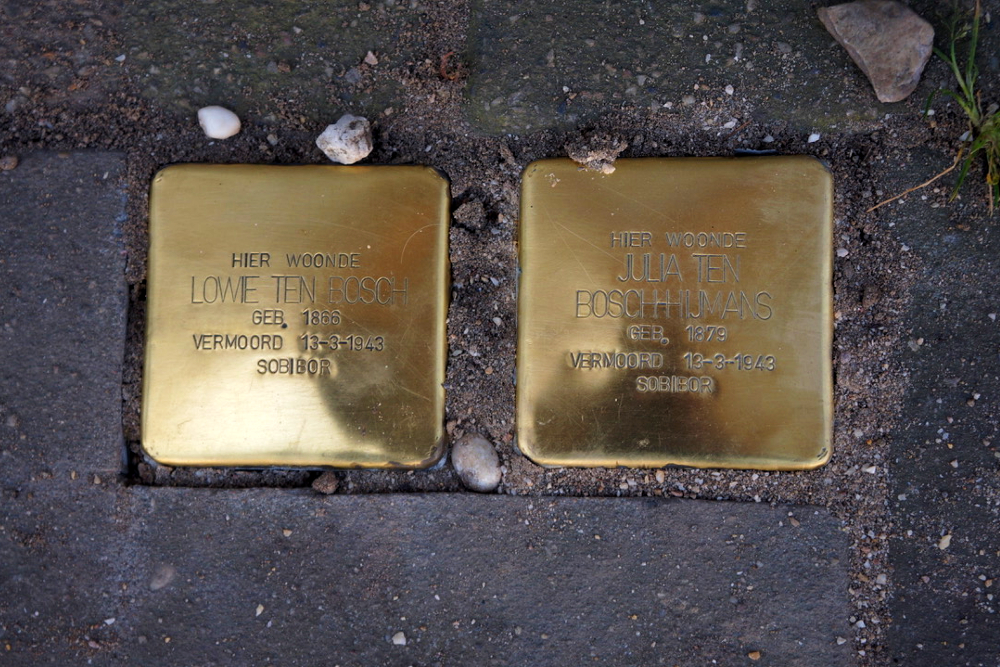 HIER WOONDE
LOWIE TEN BOSCH
GEB. 1866
VERMOORD 13-3-1943
SOBIBOR
HIER WOONDE
JULIA TEN
BOSCH-HIJMANS
GEB. 1879
VERMOORD 13-3-1943
SOBIBOR